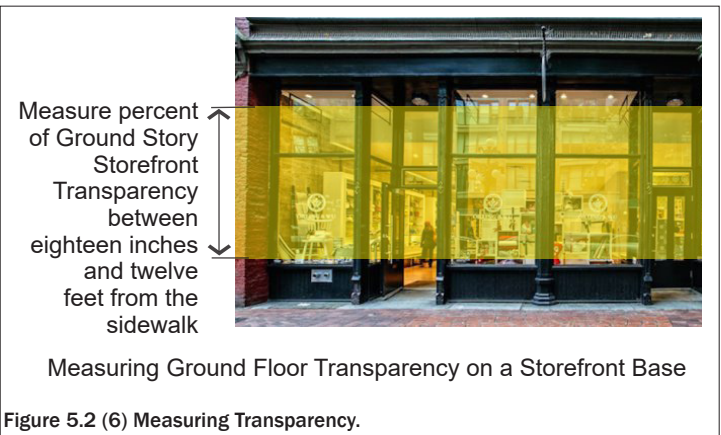 Measure percent
of Ground Story
Storefront
Transparency
between
eighteen inches
and twelve
feet from the
sidewalk
Measuring Ground Floor Transparency on a Storefront Base
Figure 5.2 (6) Measuring Transparency.